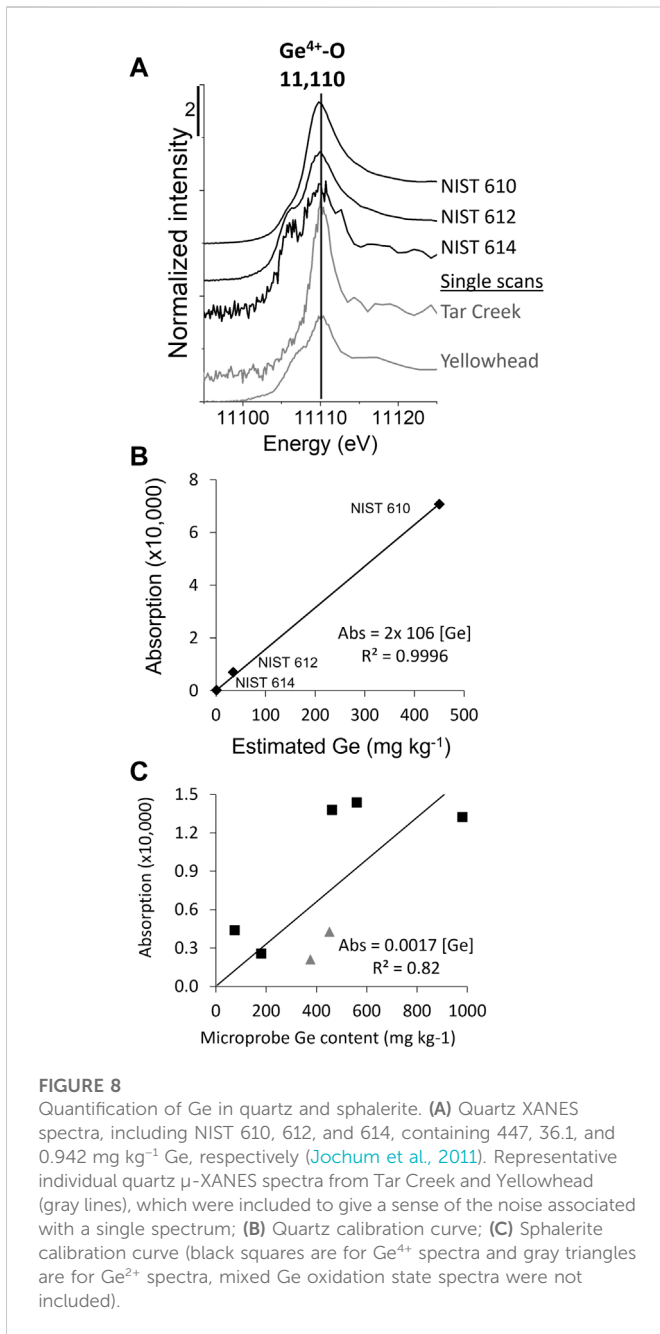 A
Ge⁴⁺-O
11,110
2
Normalized intensity
NIST 610
NIST 612
NIST 614
Single scans
Tar Creek
Yellowhead
11100 11110 11120
Energy (eV)
B
Absorption (x10,000)
8
6
4
2
0
NIST 610
NIST 612
NIST 614
Abs = 2x 106 [Ge]
R² = 0.9996
0 100 200 300 400 500
Estimated Ge (mg kg⁻¹)
C
Absorption (x10,000)
1.5
1.2
0.9
0.6
0.3
0.0
Abs = 0.0017 [Ge]
R² = 0.82
0 200 400 600 800 1000
Microprobe Ge content (mg kg-1)
FIGURE 8
Quantification of Ge in quartz and sphalerite. (A) Quartz XANES
spectra, including NIST 610, 612, and 614, containing 447, 36.1, and
0.942 mg kg⁻¹ Ge, respectively (Jochum et al., 2011). Representative
individual quartz μ-XANES spectra from Tar Creek and Yellowhead
(gray lines), which were included to give a sense of the noise associated
with a single spectrum; (B) Quartz calibration curve; (C) Sphalerite
calibration curve (black squares are for Ge⁴⁺ spectra and gray triangles
are for Ge²⁺ spectra, mixed Ge oxidation state spectra were not
included).